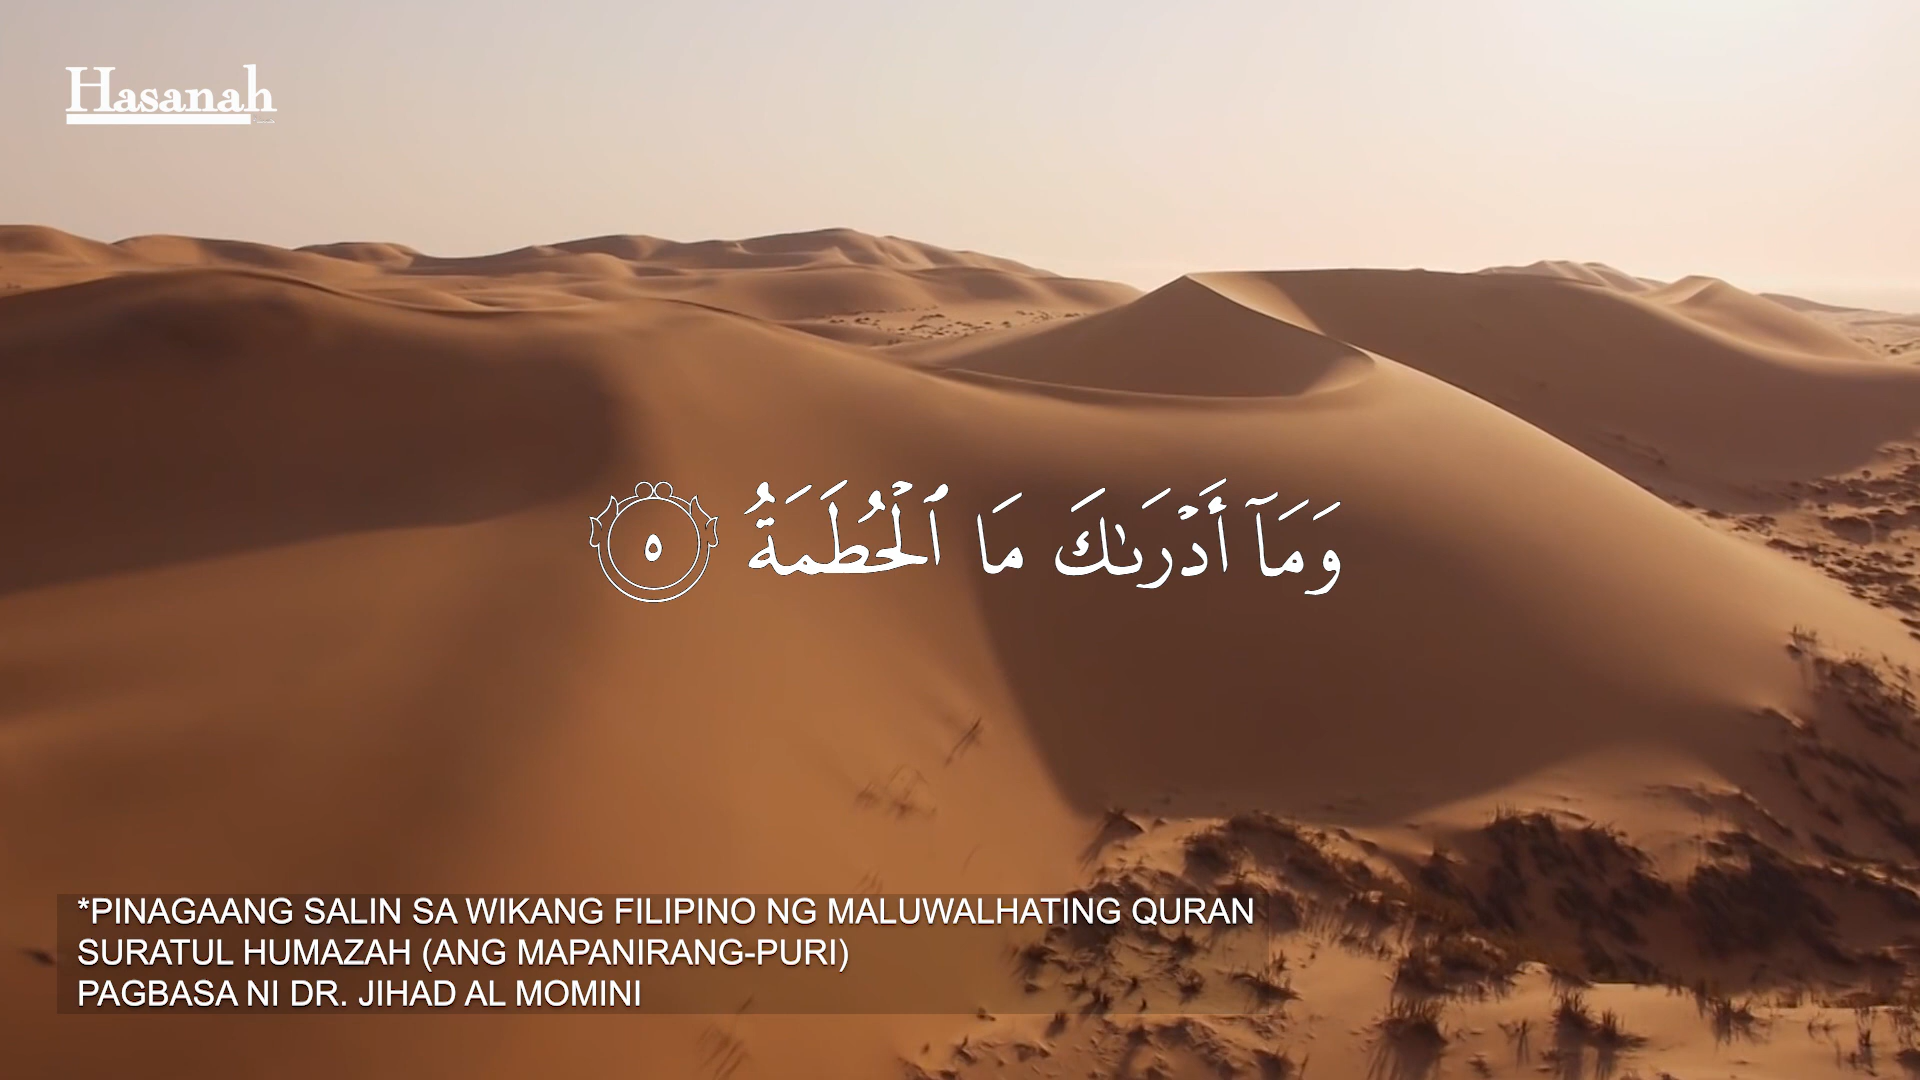 Hasanah
وَمَآ أَدْرَىٰكَ مَا ٱلْحُطَمَةُ ٥
*PINAGAANG SALIN SA WIKANG FILIPINO NG MALUWALHATING QURAN
SURATUL HUMAZAH (ANG MAPANIRANG-PURI)
PAGBASA NI DR. JIHAD AL MOMINI